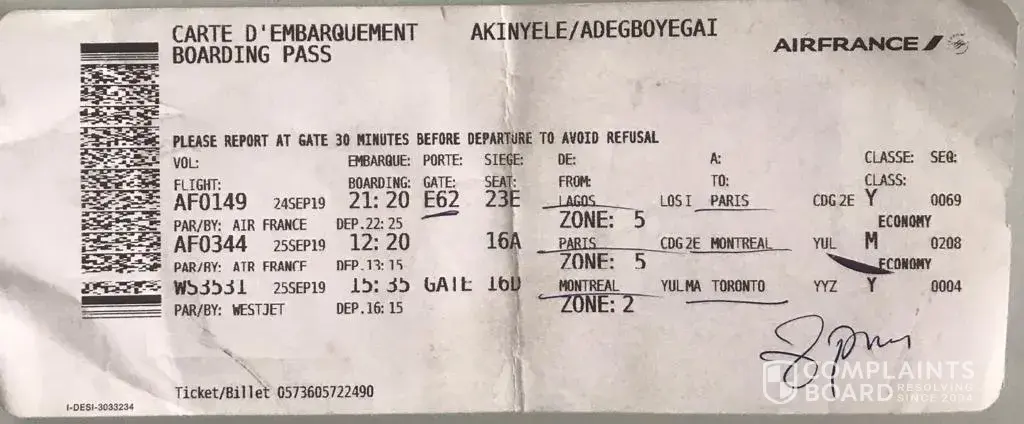 CARTE D'EMBARQUEMENT AKINYELE/ADEGBOYEGAI AIRFRANCE
BOARDING PASS
PLEASE REPORT AT GATE 30 MINUTES BEFORE DEPARTURE TO AVOID REFUSAL
VOL: EMBARQUE: PORTE: SIEGE: DE: A: CLASSE: SEQ:
FLIGHT: BOARDING: GATE: SEAT: FROM: TO: CLASS:
AF0149 24SEP19 21:20 E62 23E LAGOS LOS I PARIS CDG 2E Y 0069
PAR/BY: AIR FRANCE DEP.22:25 ZONE: 5 ECONOMY
AF0344 25SEP19 12:20 16A PARIS CDG 2E MONTREAL YUL M 0208
PAR/BY: AIR FRANCE DEP.13:15 ZONE: 5 ECONOMY
WS3531 25SEP19 15:35 GATE 16D MONTREAL YULMA TORONTO YYZ Y 0004
PAR/BY: WESTJET DEP.16:15 ZONE: 2
Ticket/Billet 0573605722490
I-DESI-3033234
COMPLAINTS
BOARD RESOLVING
SINCE 2004